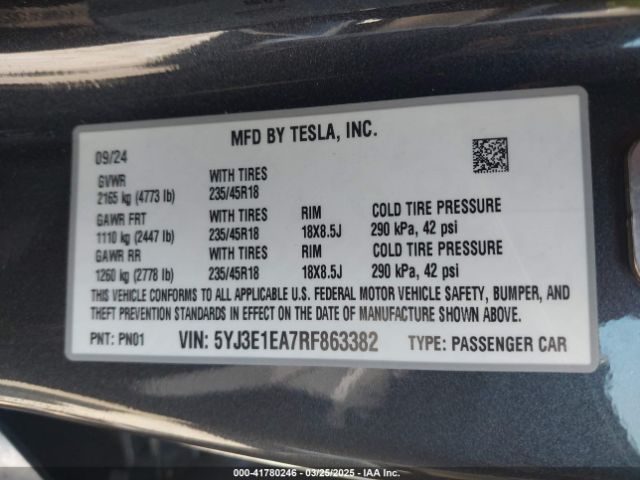 MFD BY TESLA, INC.
09/24
GVWR WITH TIRES
2165 kg (4773 lb) 235/45R18
GAWR FRT WITH TIRES RIM COLD TIRE PRESSURE
1110 kg (2447 lb) 235/45R18 18X8.5J 290 kPa, 42 psi
GAWR RR WITH TIRES RIM COLD TIRE PRESSURE
1260 kg (2778 lb) 235/45R18 18X8.5J 290 kPa, 42 psi
THIS VEHICLE CONFORMS TO ALL APPLICABLE U.S. FEDERAL MOTOR VEHICLE SAFETY, BUMPER, AND
THEFT PREVENTION STANDARDS IN EFFECT ON THE DATE OF MANUFACTURE SHOWN ABOVE.
PNT: PN01 VIN: 5YJ3E1EA7RF863382 TYPE: PASSENGER CAR
000-41780246 - 03/25/2025 - IAA Inc.